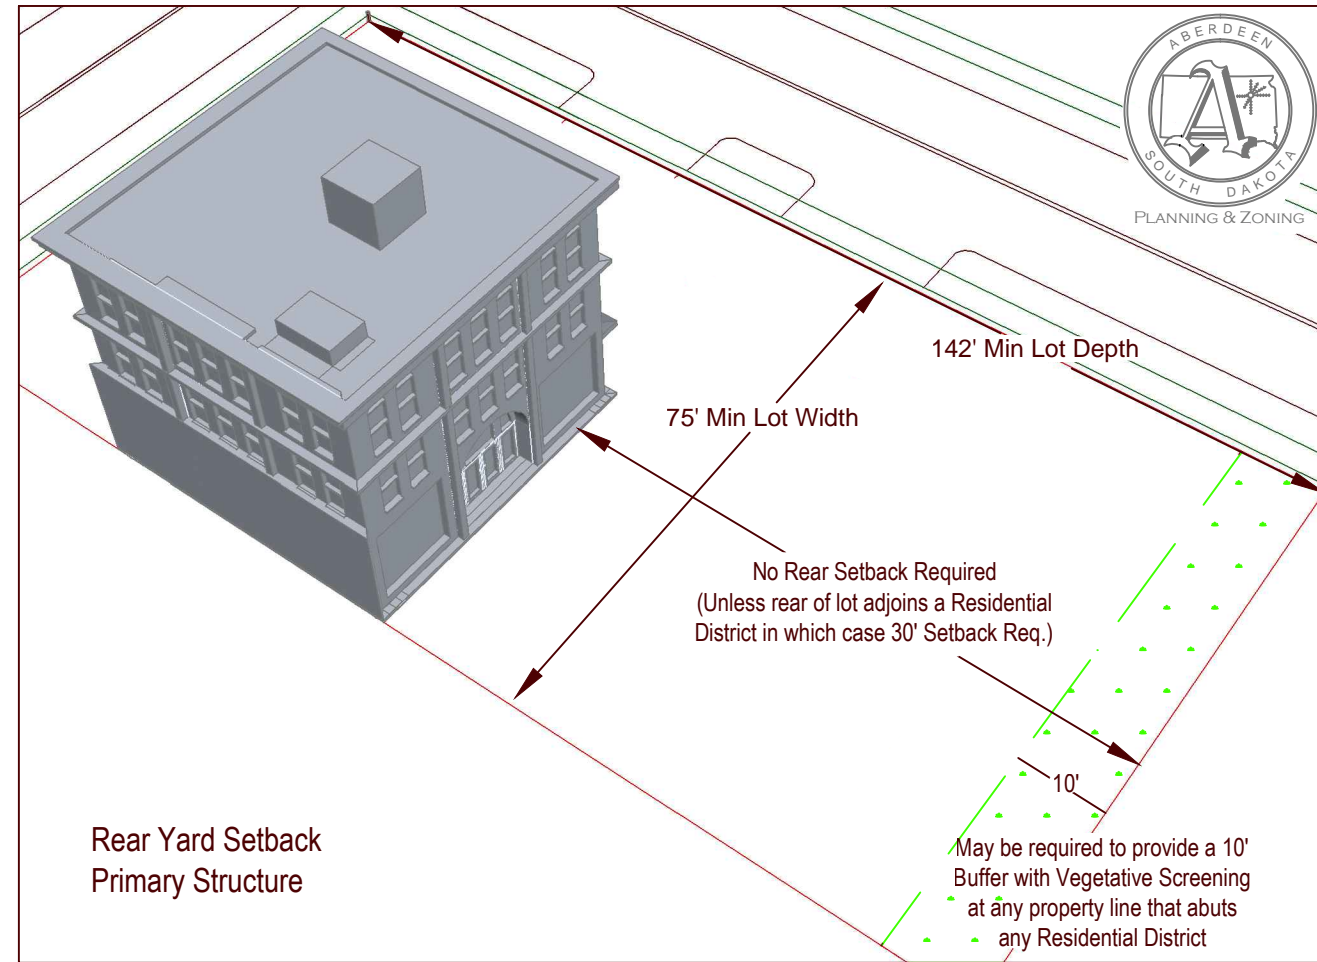 ABERDEEN
SOUTH DAKOTA
PLANNING & ZONING
142' Min Lot Depth
75' Min Lot Width
No Rear Setback Required
(Unless rear of lot adjoins a Residential
District in which case 30' Setback Req.)
10'
Rear Yard Setback
Primary Structure
May be required to provide a 10'
Buffer with Vegetative Screening
at any property line that abuts
any Residential District